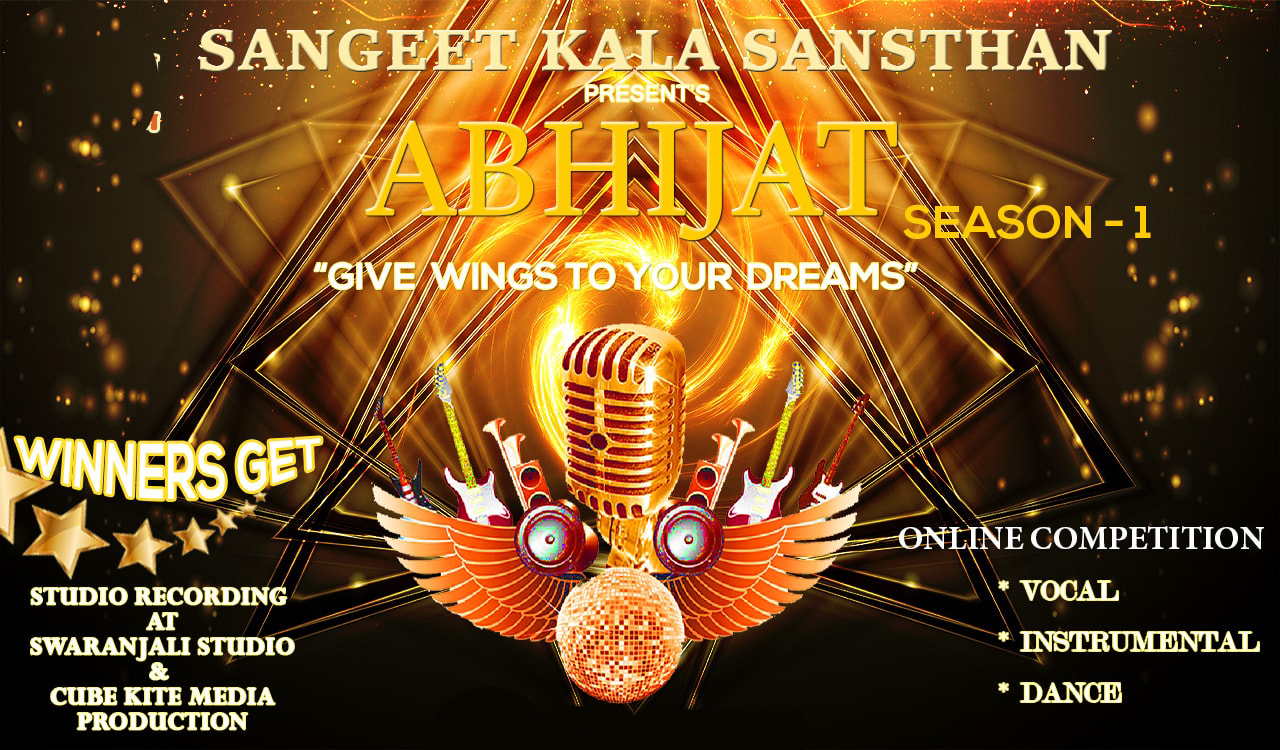 SANGEET KALA SANSTHAN
PRESENT'S
ABHIJAT
SEASON - 1
"GIVE WINGS TO YOUR DREAMS"
WINNERS GET
STUDIO RECORDING
AT
SWARANJALI STUDIO
&
CUBE KITE MEDIA
PRODUCTION
ONLINE COMPETITION
* VOCAL
* INSTRUMENTAL
* DANCE